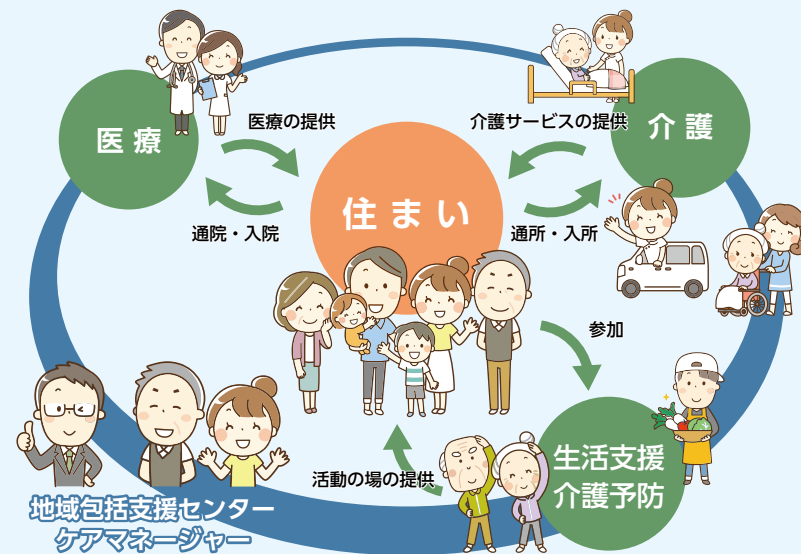 医療
医療の提供
介護サービスの提供
介護
住まい
通院・入院
通所・入所
参加
生活支援
介護予防
活動の場の提供
地域包括支援センター
ケアマネージャー